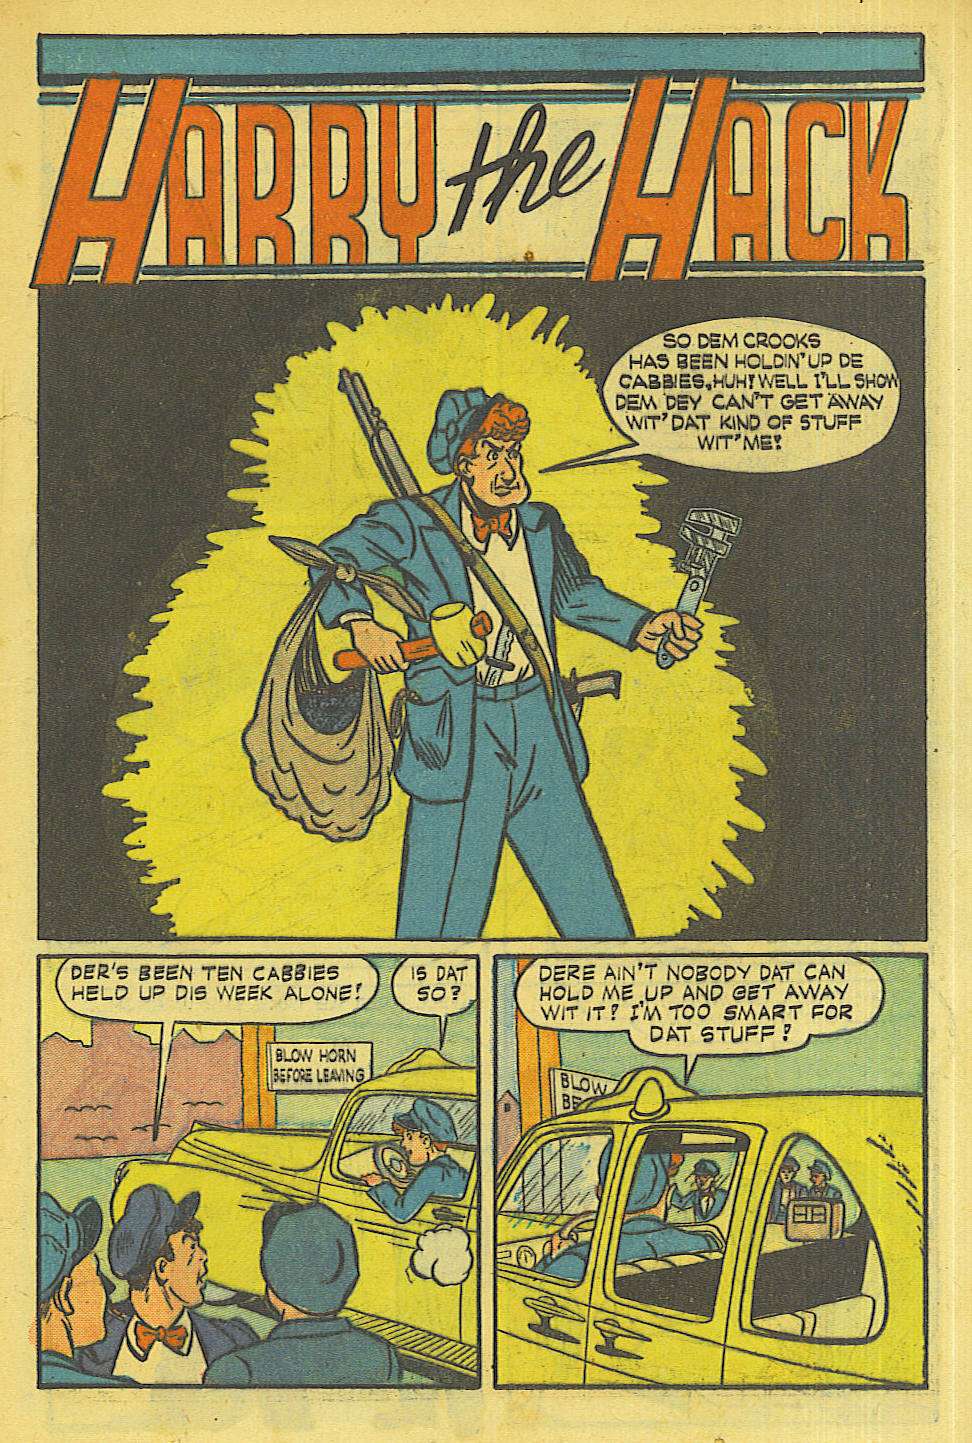 HARRY the HACK
SO DEM CROOKS
HAS BEEN HOLDIN' UP DE
CABBIES, HUH! WELL I'LL SHOW
DEM DEY CAN'T GET AWAY
WIT' DAT KIND OF STUFF
WIT' ME!
DER'S BEEN TEN CABBIES
HELD UP DIS WEEK ALONE!
IS DAT
SO?
BLOW HORN
BEFORE LEAVING
DERE AIN'T NOBODY DAT CAN
HOLD ME UP AND GET AWAY
WIT IT! I'M TOO SMART FOR
DAT STUFF!
BLOW
BE